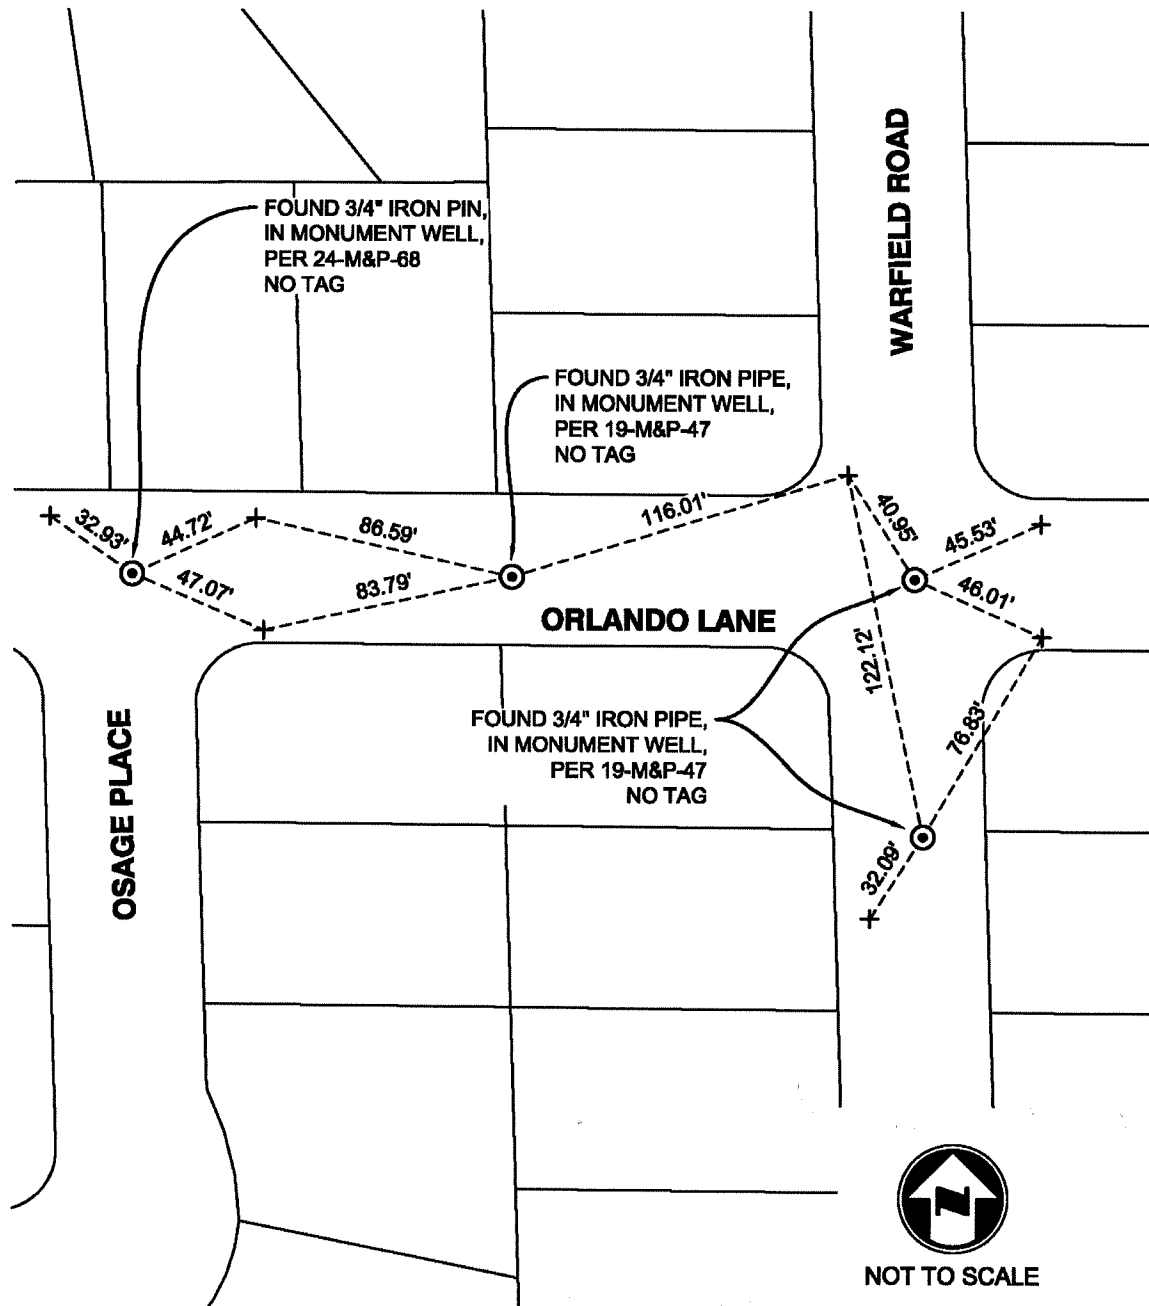 WARFIELD ROAD
FOUND 3/4" IRON PIN,
IN MONUMENT WELL,
PER 24-M&P-68
NO TAG
FOUND 3/4" IRON PIPE,
IN MONUMENT WELL,
PER 19-M&P-47
NO TAG
32.93'
44.72'
47.07'
86.59'
83.79'
116.01'
40.95'
45.53'
46.01'
ORLANDO LANE
122.12'
76.83'
32.09'
FOUND 3/4" IRON PIPE,
IN MONUMENT WELL,
PER 19-M&P-47
NO TAG
OSAGE PLACE
N
NOT TO SCALE